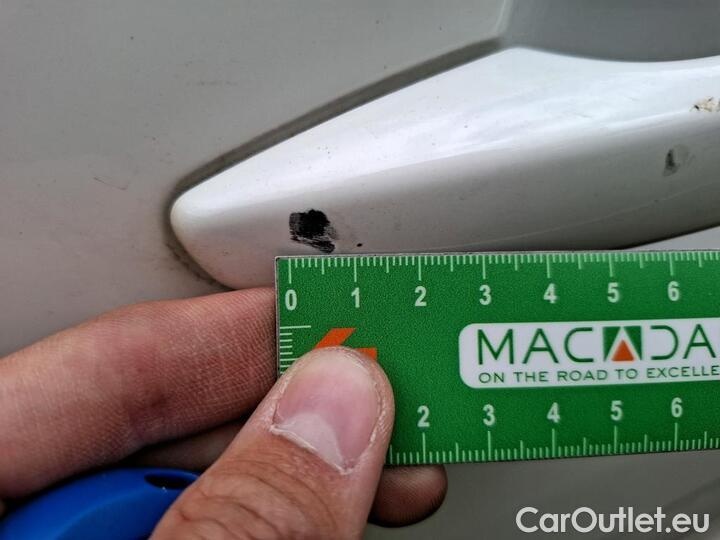 0 1 2 3 4 5 6
MACADA
ON THE ROAD TO EXCELLE
2 3 4 5 6
CarOutlet.eu